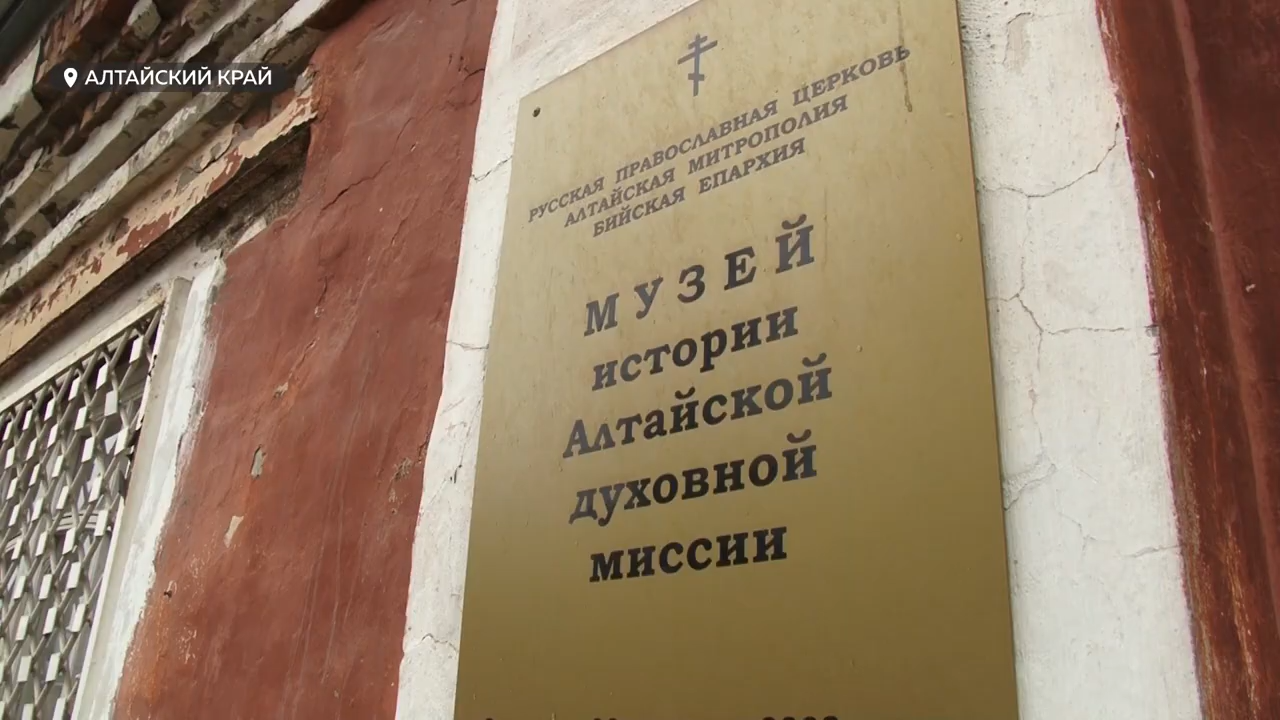 АЛТАЙСКИЙ КРАЙ
РУССКАЯ ПРАВОСЛАВНАЯ ЦЕРКОВЬ
АЛТАЙСКАЯ МИТРОПОЛИЯ
БИЙСКАЯ ЕПАРХИЯ
МУЗЕЙ
истории
Алтайской
духовной
миссии